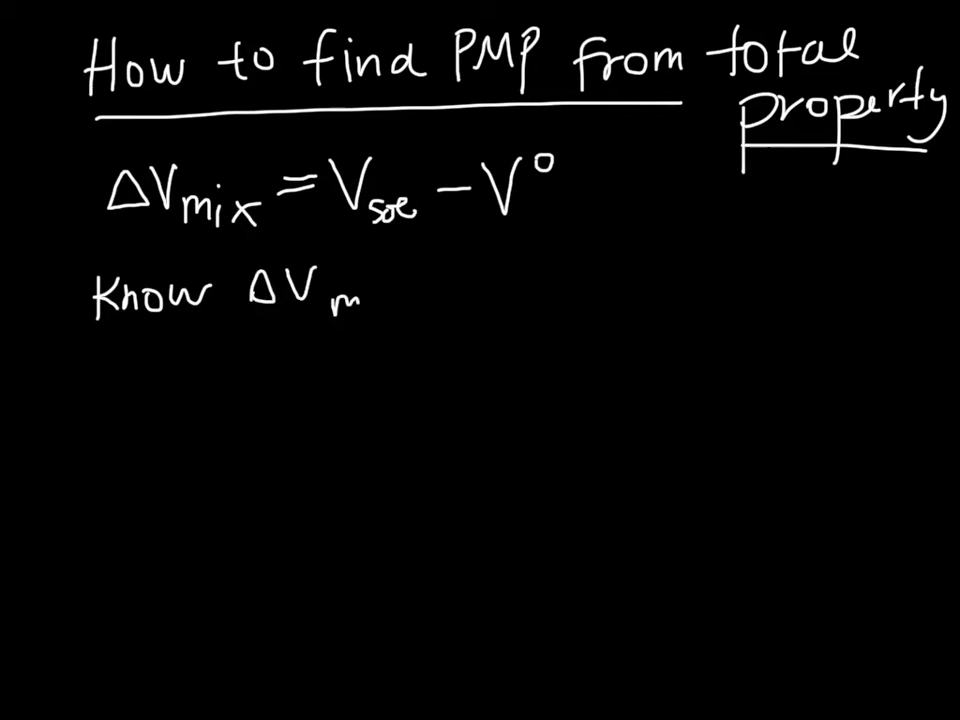 How to find PMP from total
property
ΔVmix = Vsoe - V°
Know ΔVm